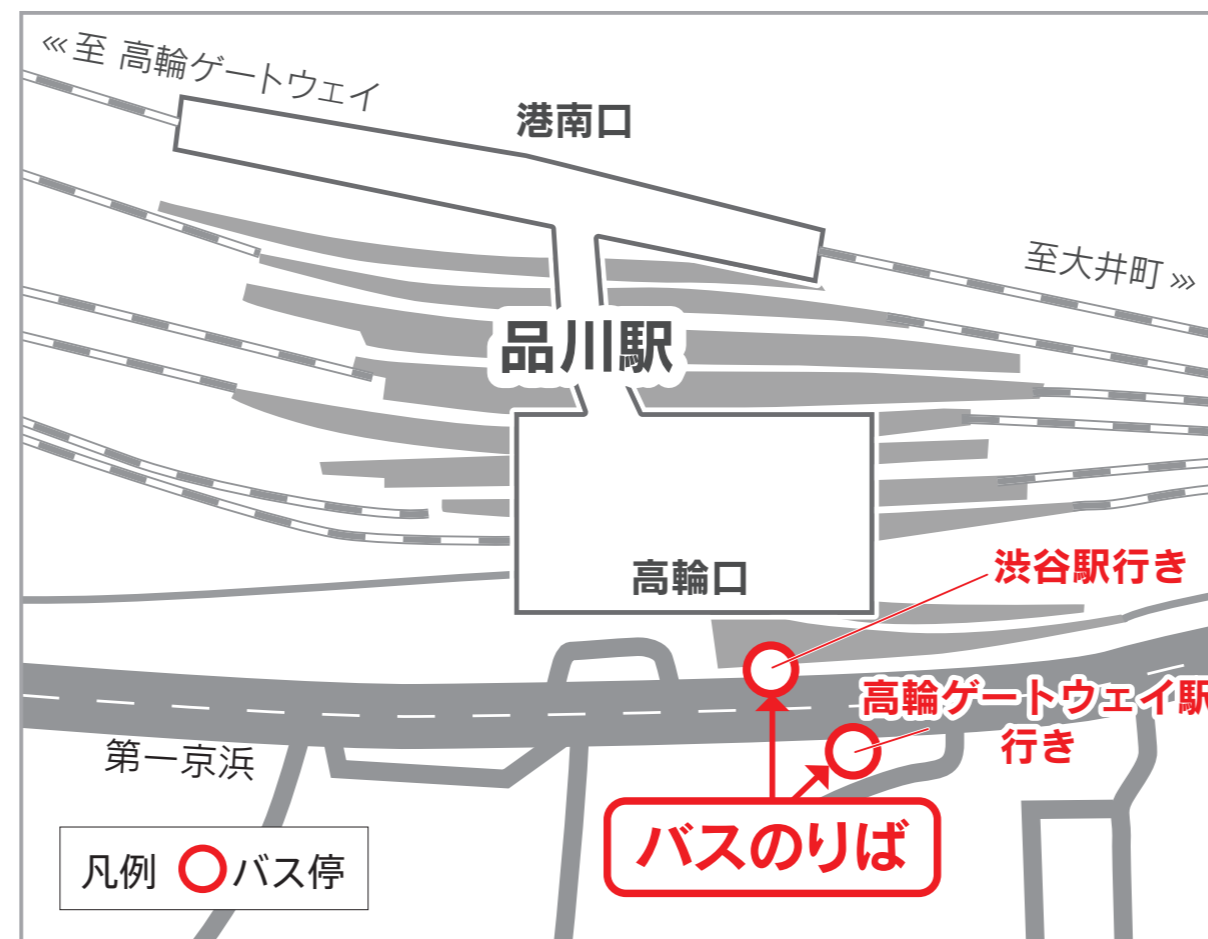 ‹‹‹ 至 高輪ゲートウェイ
港南口
至大井町 ›››
品川駅
高輪口
渋谷駅行き
高輪ゲートウェイ駅
行き
第一京浜
バスのりば
凡例 バス停